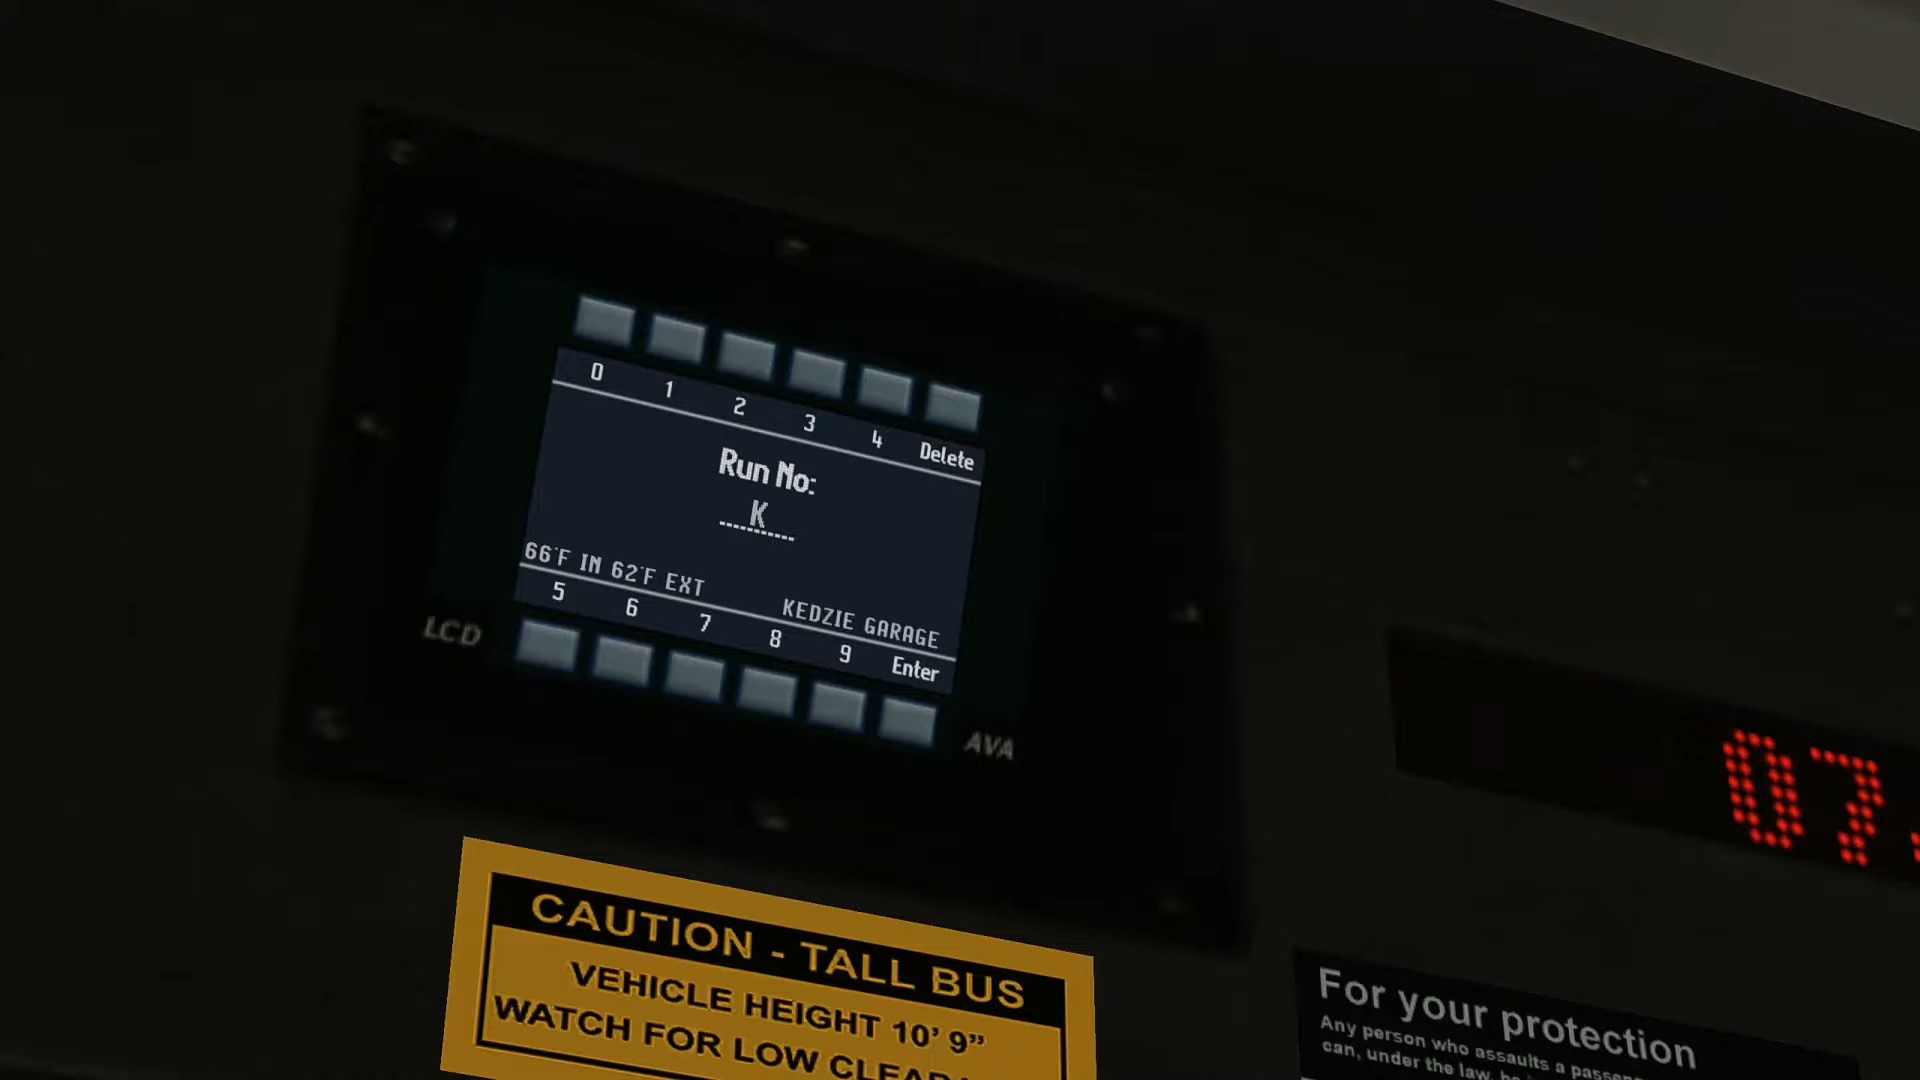 0 1 2 3 4 Delete
Run No:
K
66°F IN 62°F EXT
KEDZIE GARAGE
5 6 7 8 9 Enter
LCD
AVA
07
CAUTION - TALL BUS
VEHICLE HEIGHT 10' 9”
WATCH FOR LOW
For your protection
Any person who assaults a
can, under the law,